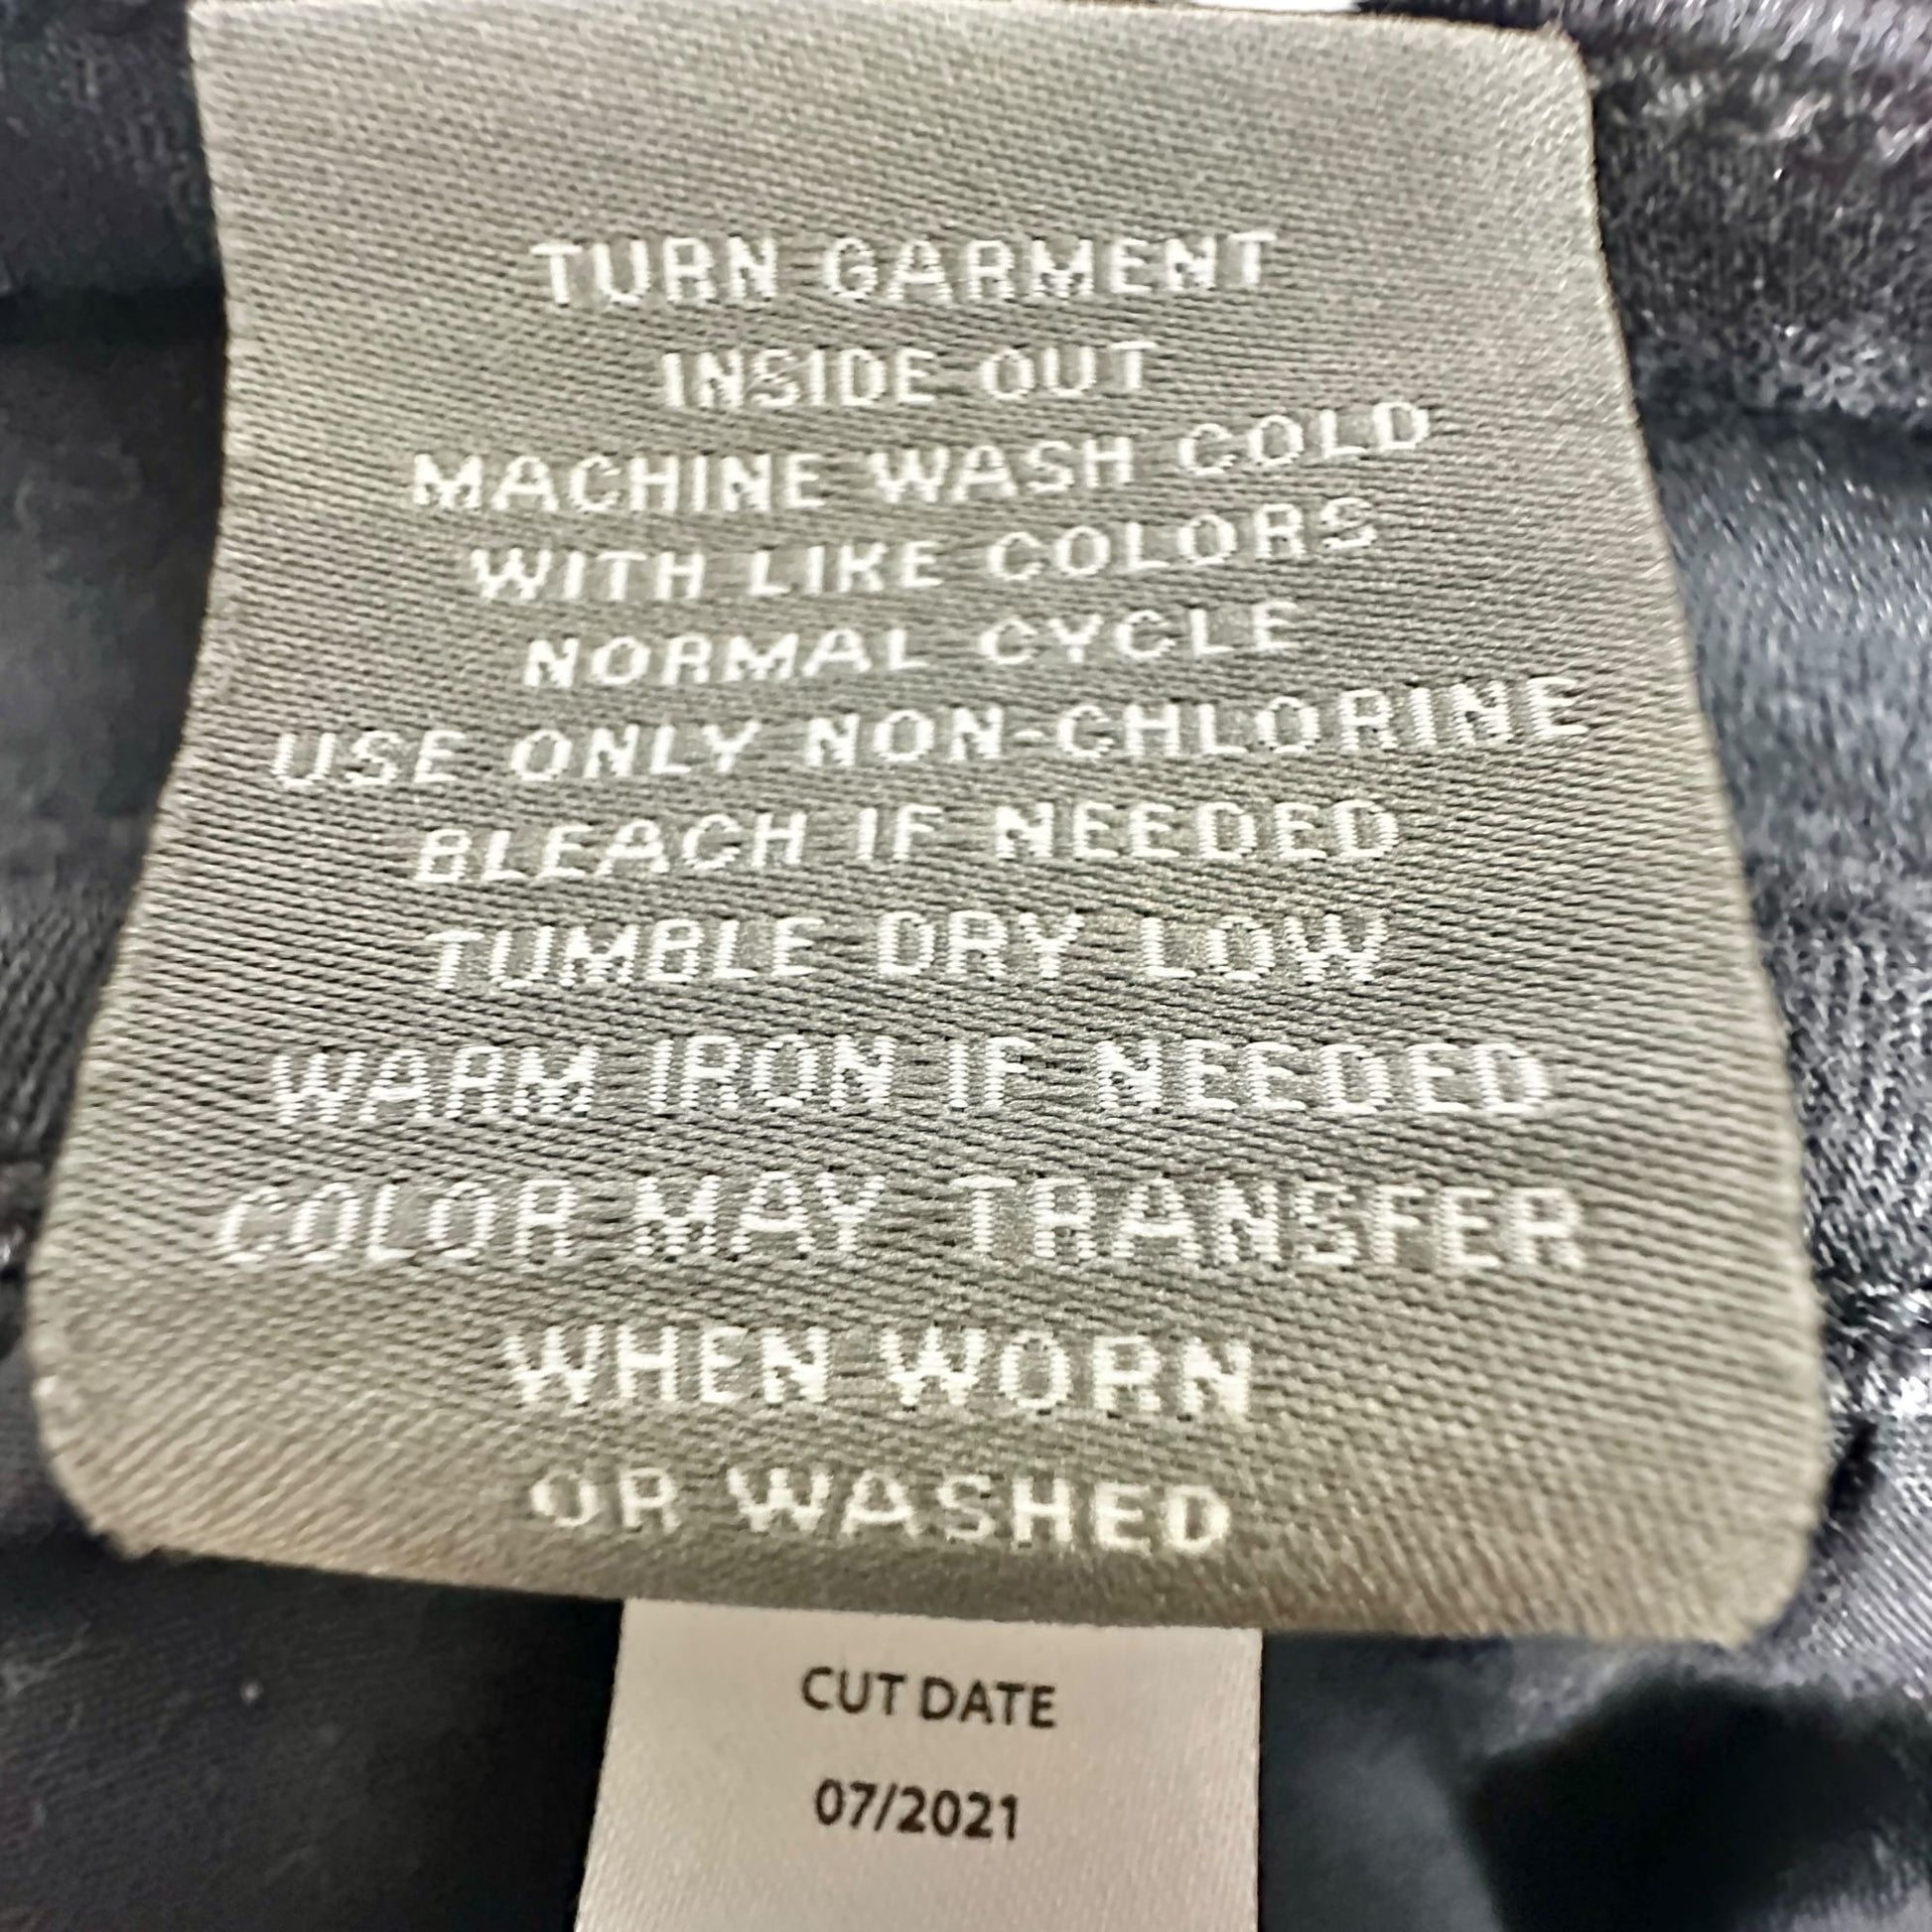 TURN GARMENT
INSIDE OUT
MACHINE WASH COLD
WITH LIKE COLORS
NORMAL CYCLE
USE ONLY NON-CHLORINE
BLEACH IF NEEDED
TUMBLE DRY LOW
WARM IRON IF NEEDED
COLOR MAY TRANSFER
WHEN WORN
OR WASHED
CUT DATE
07/2021